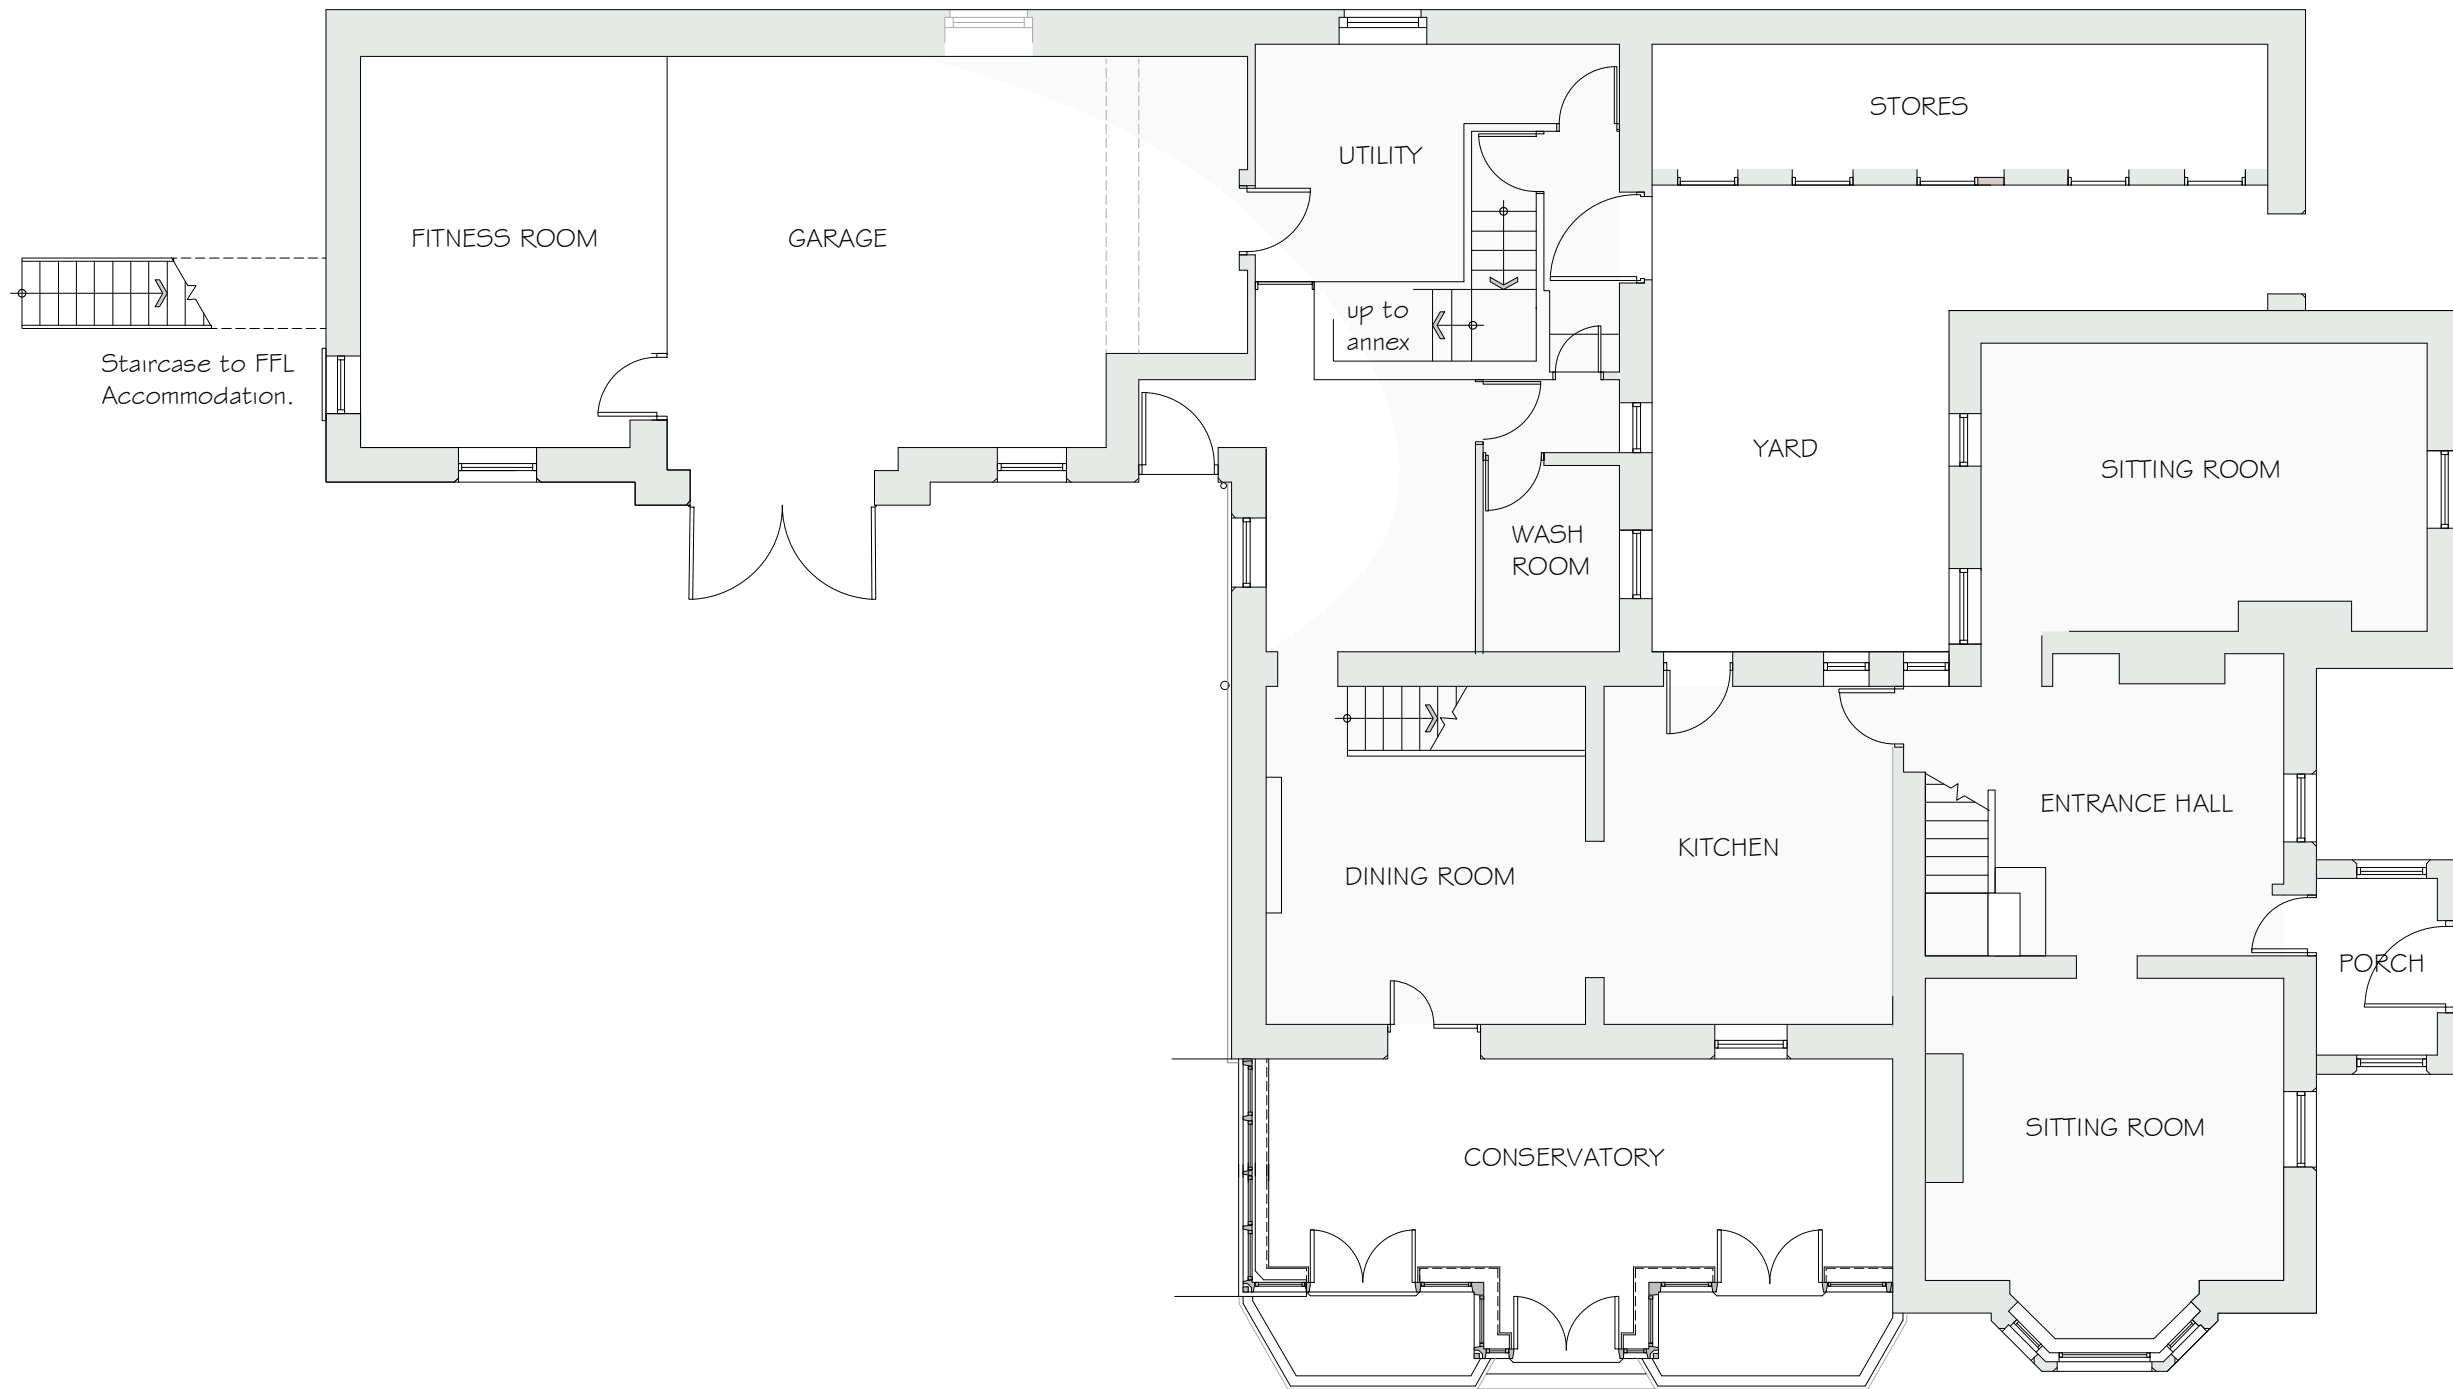 STORES
UTILITY
FITNESS ROOM
GARAGE
up to
annex
Staircase to FFL
Accommodation.
YARD
SITTING ROOM
WASH
ROOM
ENTRANCE HALL
KITCHEN
DINING ROOM
PORCH
SITTING ROOM
CONSERVATORY